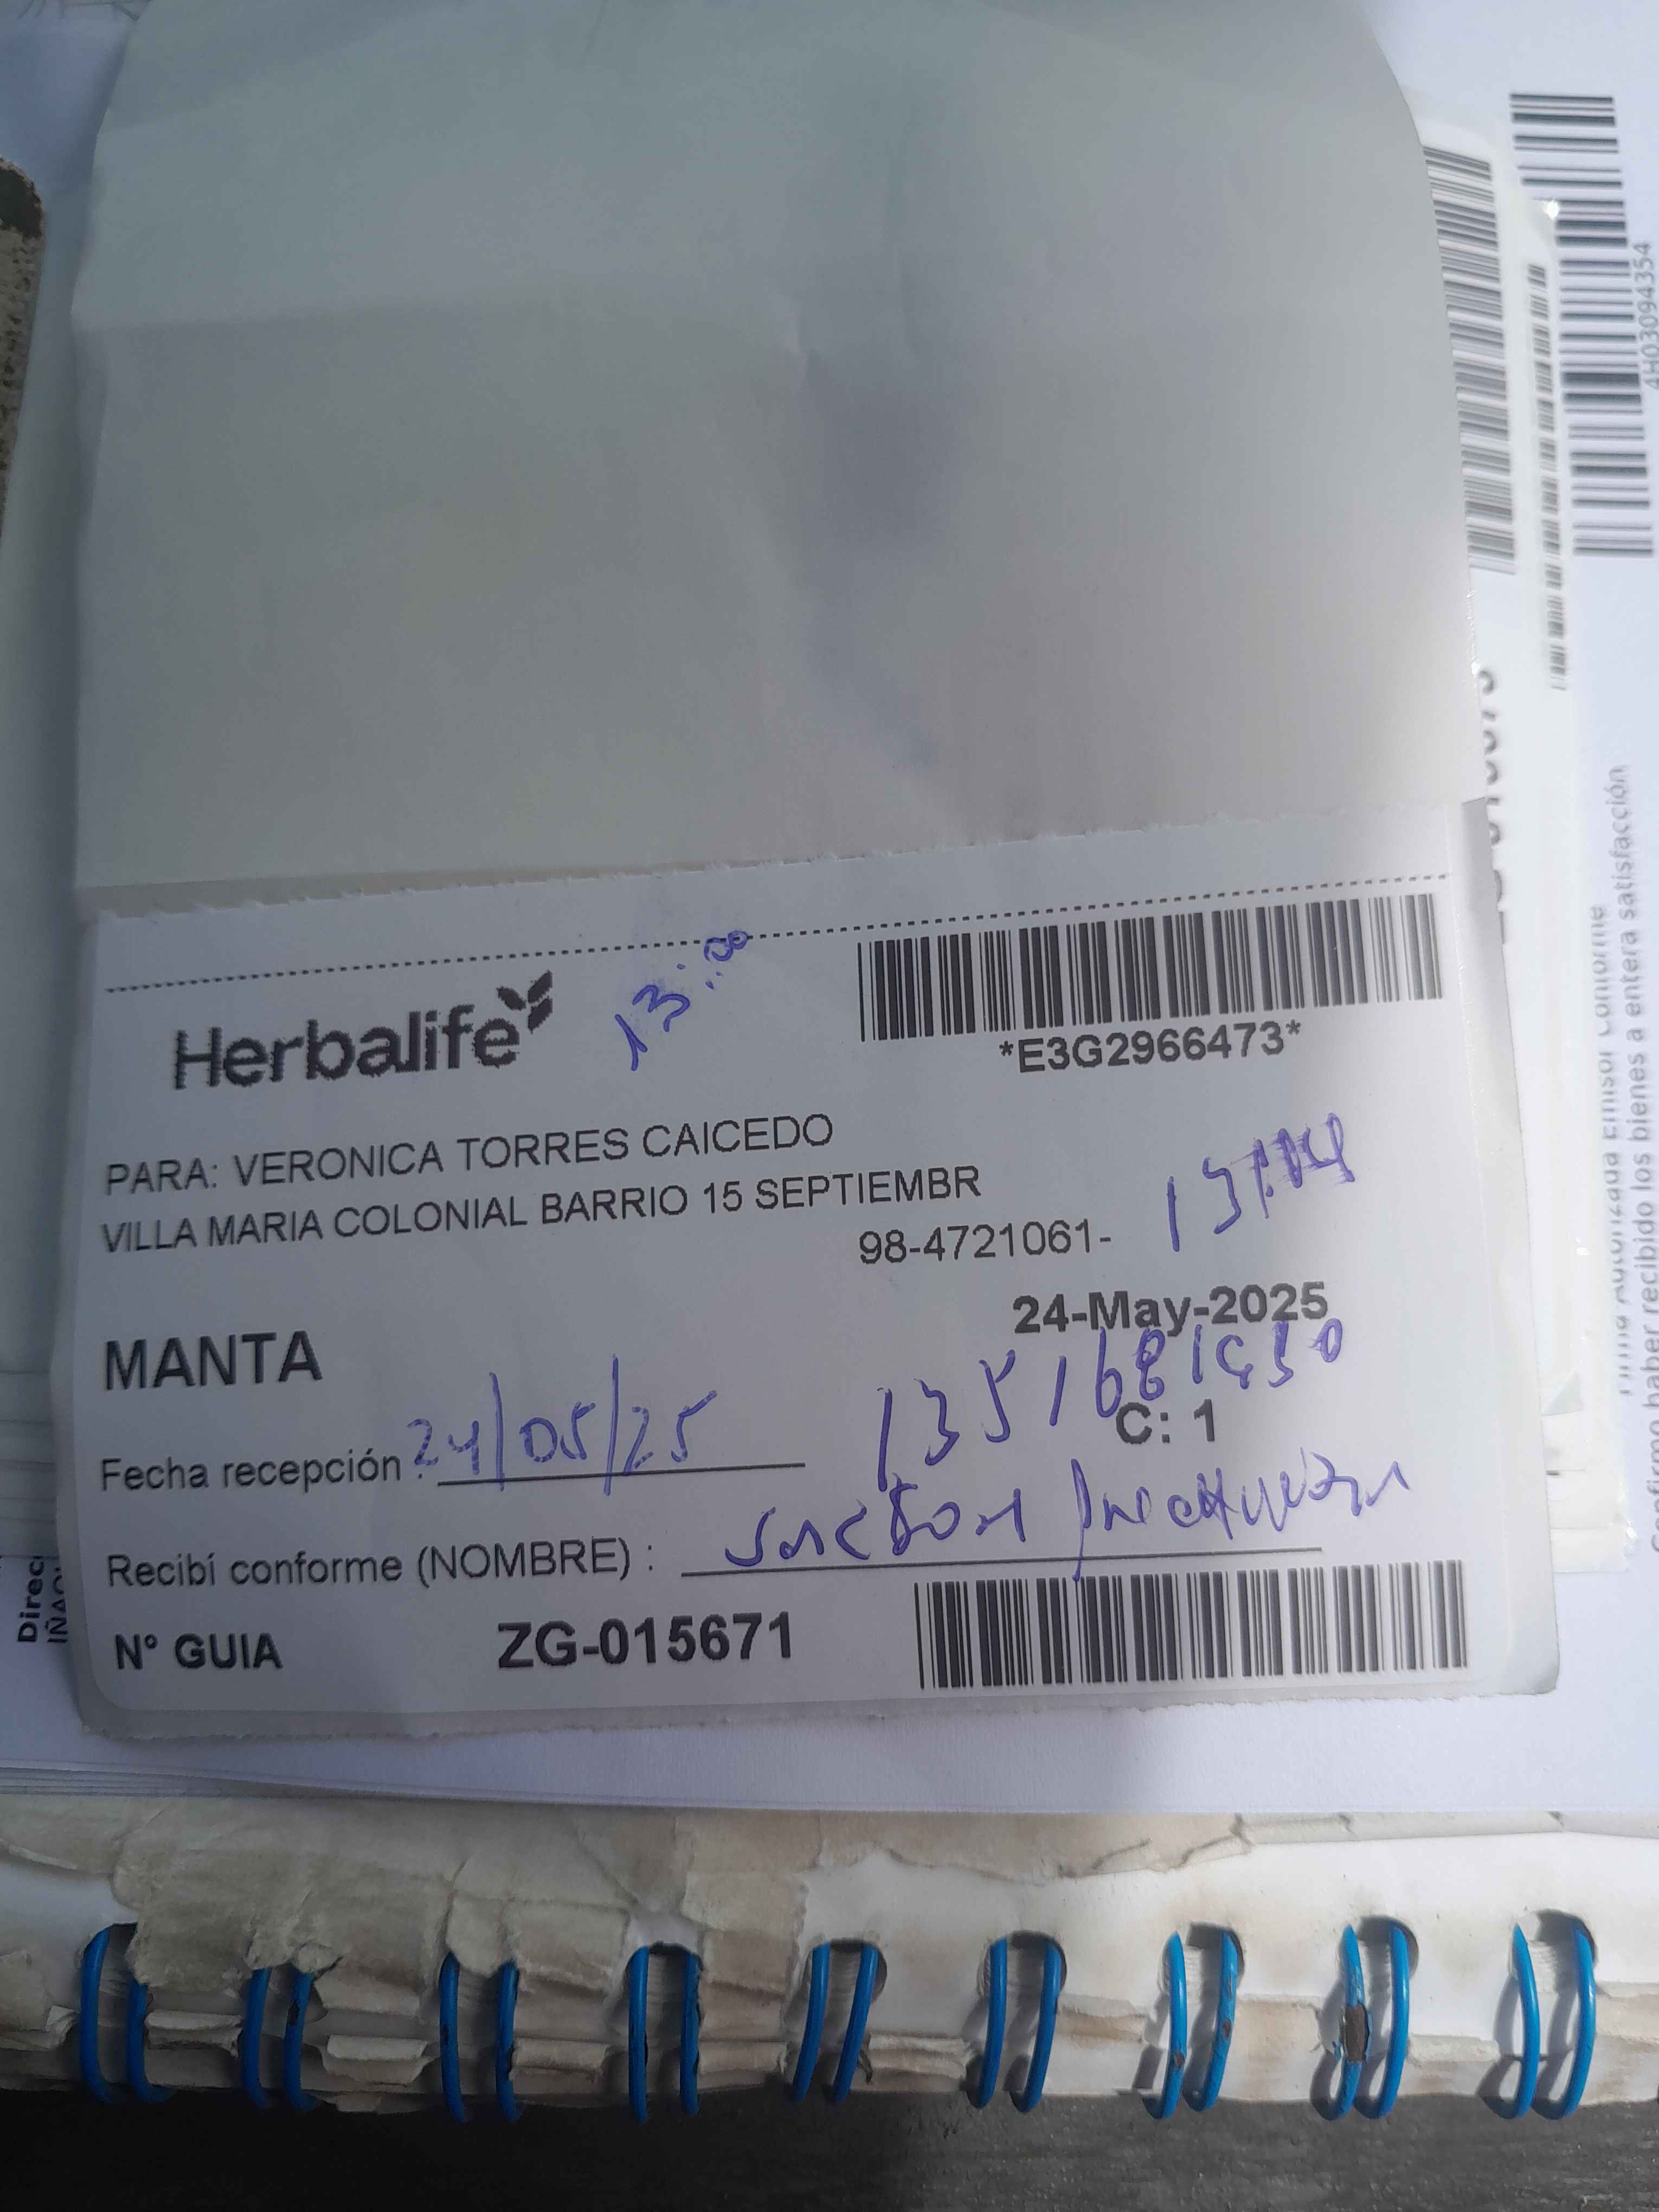 4H03094354
Confirmo haber recibido los bienes a entera satisfacción
Herbalife
13:00
*E3G2966473*
PARA: VERONICA TORRES CAICEDO
VILLA MARIA COLONIAL BARRIO 15 SEPTIEMBR
98-4721061-
24-May-2025
MANTA
C: 1
Fecha recepción : 24/05/25
Recibí conforme (NOMBRE) :
Nº GUIA ZG-015671
Direc